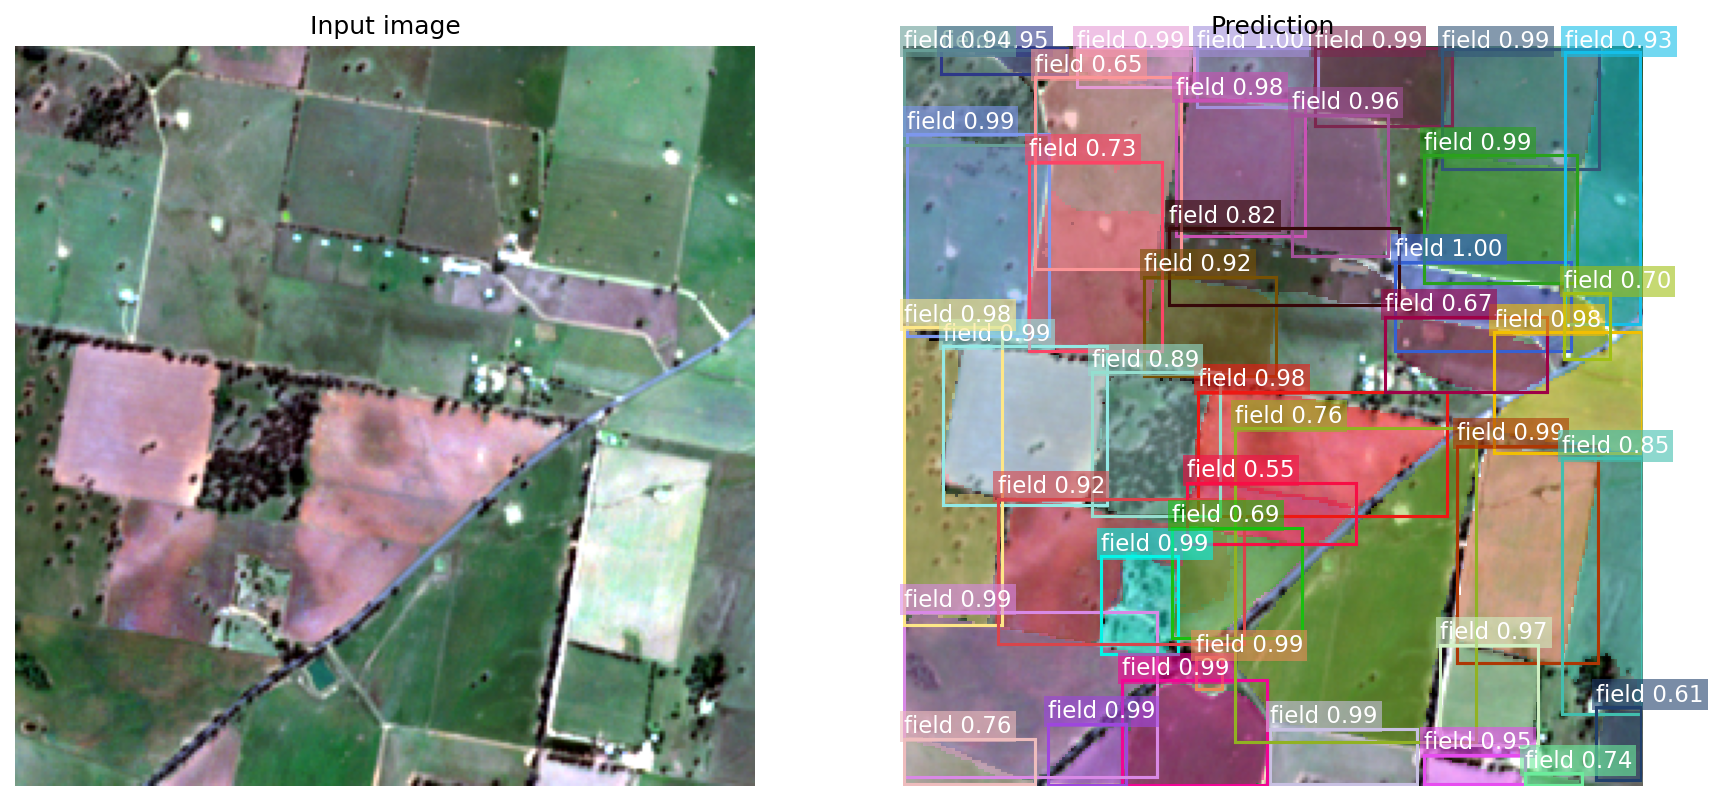 Input image
Prediction
field 0.94
.95
field 0.99
field 1.00
field 0.99
field 0.99
field 0.93
field 0.65
field 0.98
field 0.96
field 0.99
field 0.99
field 0.73
field 0.82
field 1.00
field 0.92
field 0.70
field 0.67
field 0.98
field 0.98
field 0.99
field 0.89
field 0.98
field 0.76
field 0.99
field 0.85
field 0.55
field 0.92
field 0.69
field 0.99
field 0.99
field 0.97
field 0.99
field 0.99
field 0.61
field 0.99
field 0.99
field 0.76
field 0.95
field 0.74